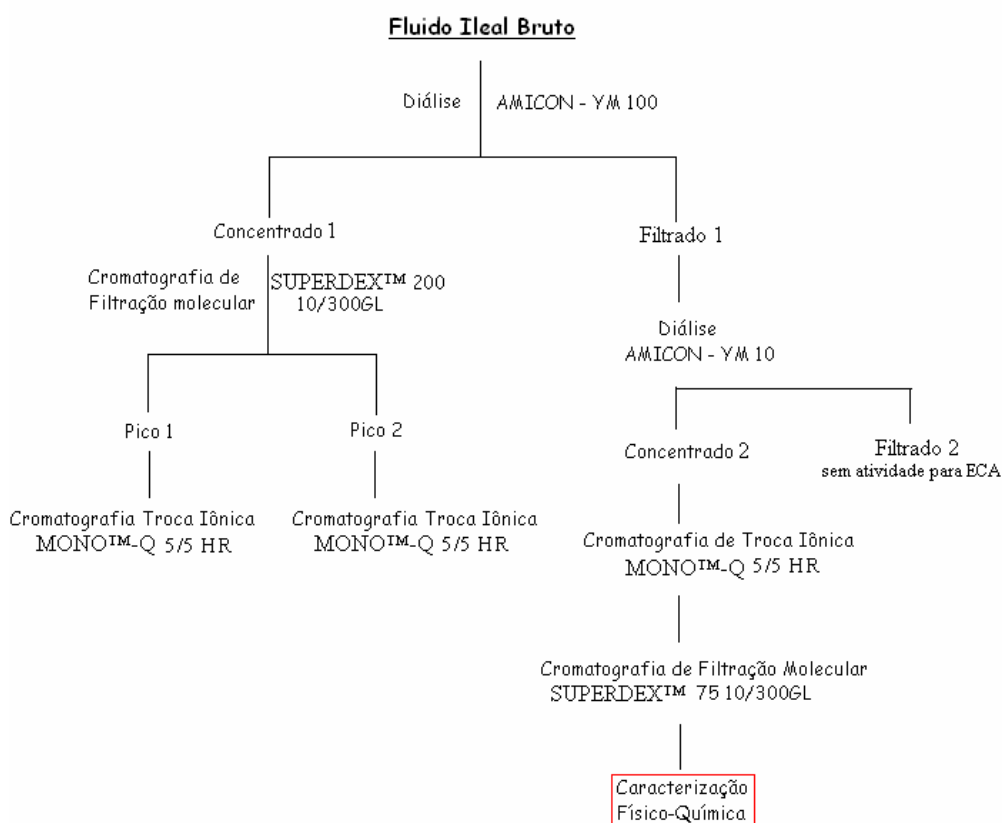 Fluido Ileal Bruto
Diálise
AMICON - YM 100
Concentrado 1
Filtrado 1
Cromatografia de
Filtração molecular
SUPERDEX™ 200
10/300GL
Diálise
AMICON - YM 10
Pico 1
Pico 2
Concentrado 2
Filtrado 2
sem atividade para ECA
Cromatografia Troca Iônica
MONO™-Q 5/5 HR
Cromatografia Troca Iônica
MONO™-Q 5/5 HR
Cromatografia de Troca Iônica
MONO™-Q 5/5 HR
Cromatografia de Filtração Molecular
SUPERDEX™ 75 10/300GL
Caracterização
Físico-Química